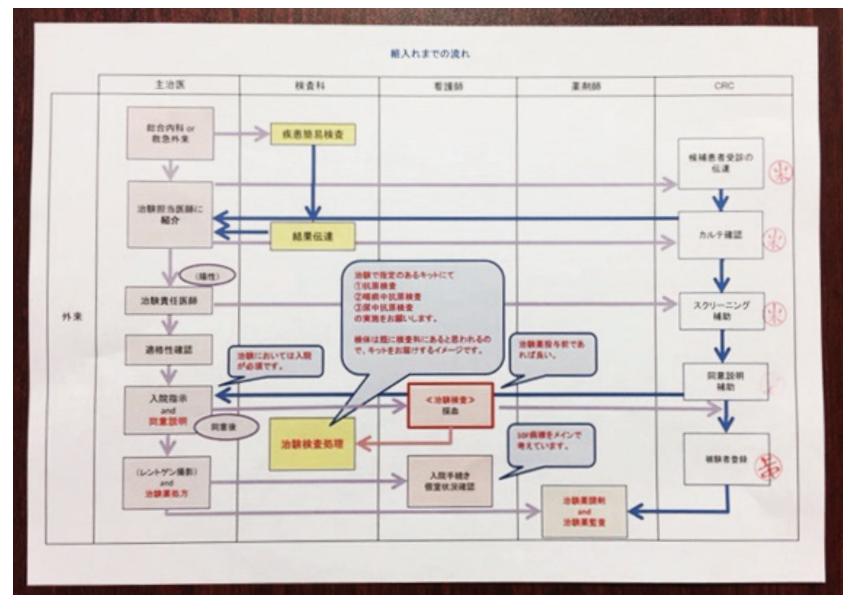 組入れまでの流れ
主治医
検査科
看護師
薬剤師
CRC
外来
総合内科 or
救急外来
疾患簡易検査
候補患者受診の
伝達
治験担当医師に
紹介
結果伝達
カルテ確認
(陽性)
治験責任医師
スクリーニング
補助
治験で指定のあるキットにて
①抗原検査
②咽頭中抗原検査
③尿中抗原検査
の実施をお願いします。
検体は既に検査科にあると思われるの
で、キットをお届けするイメージです。
適格性確認
治験においては入院
が必須です。
治験薬投与前であ
れば良い。
同意説明
補助
入院指示
and
同意説明
同意後
≪治験検査≫
採血
治験検査処理
10F病棟をメインで
考えています。
被験者登録
(レントゲン撮影)
and
治験薬処方
入院手続き
個室状況確認
治験薬調剤
and
治験薬監査